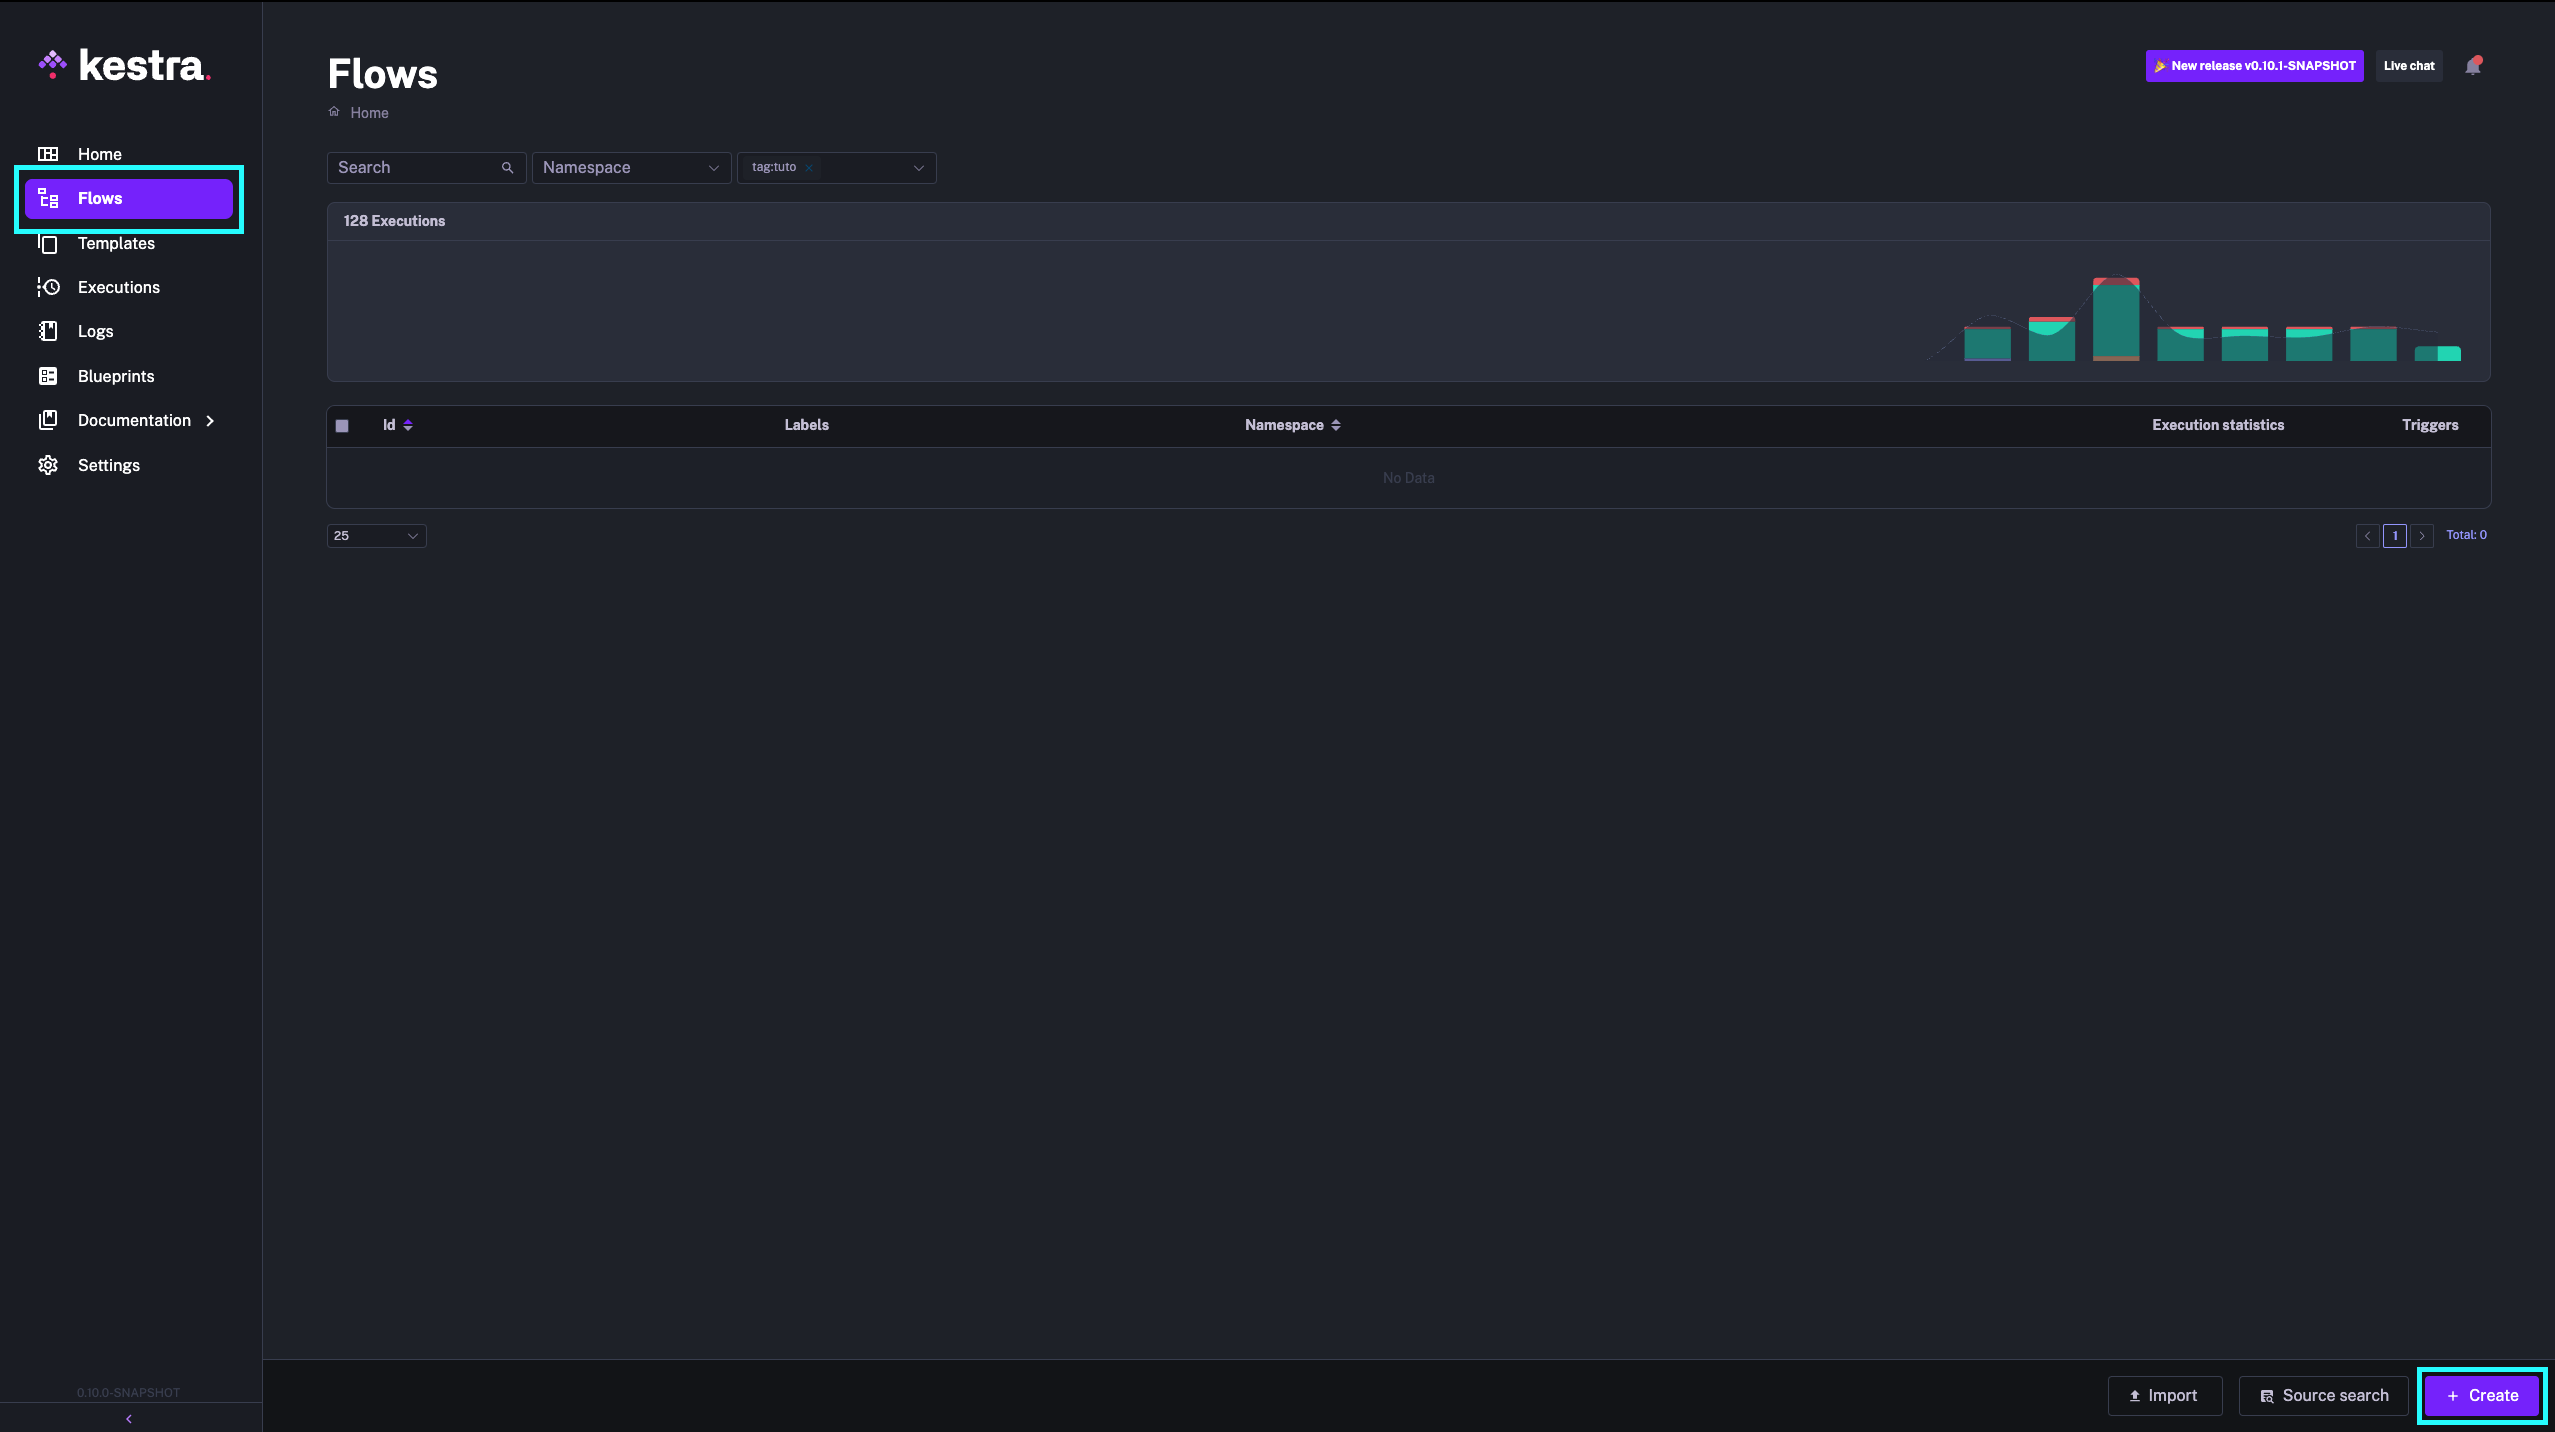 kestra.
Home
Flows
Templates
Executions
Logs
Blueprints
Documentation
Settings
0.10.0-SNAPSHOT
Flows
Home
New release v0.10.1-SNAPSHOT
Live chat
Search
Namespace
tag:tuto
128 Executions
Id Labels Namespace Execution statistics Triggers
No Data
25
1 Total: 0
Import
Source search
+ Create